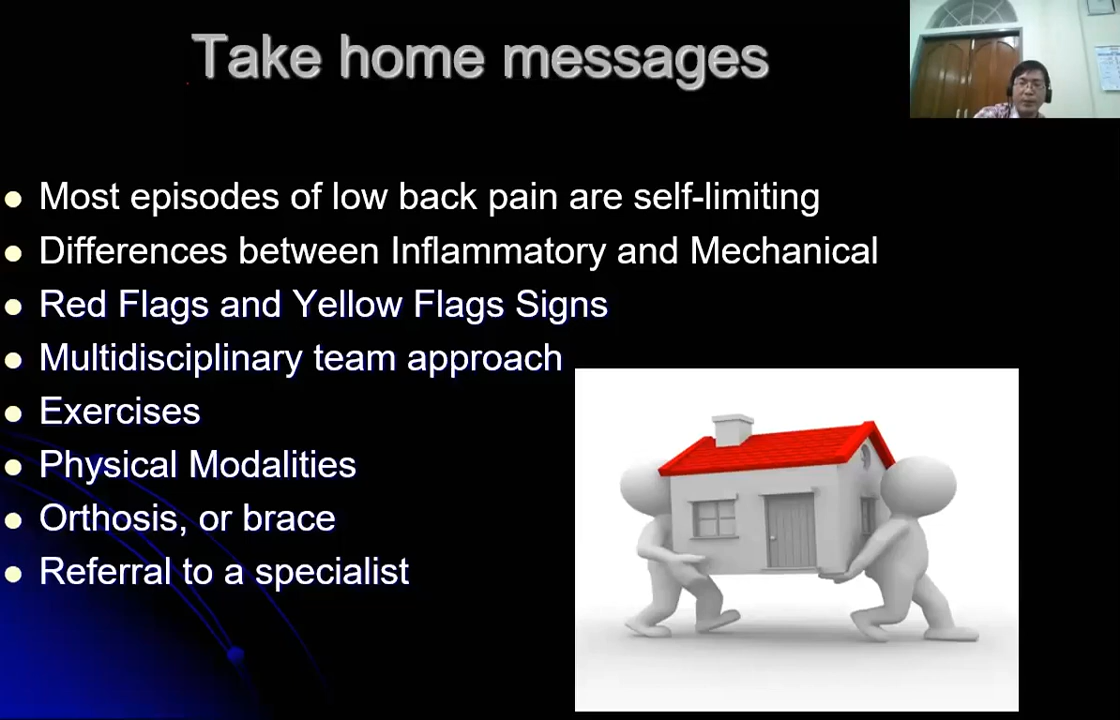 Take home messages
Most episodes of low back pain are self-limiting
Differences between Inflammatory and Mechanical
Red Flags and Yellow Flags Signs
Multidisciplinary team approach
Exercises
Physical Modalities
Orthosis, or brace
Referral to a specialist